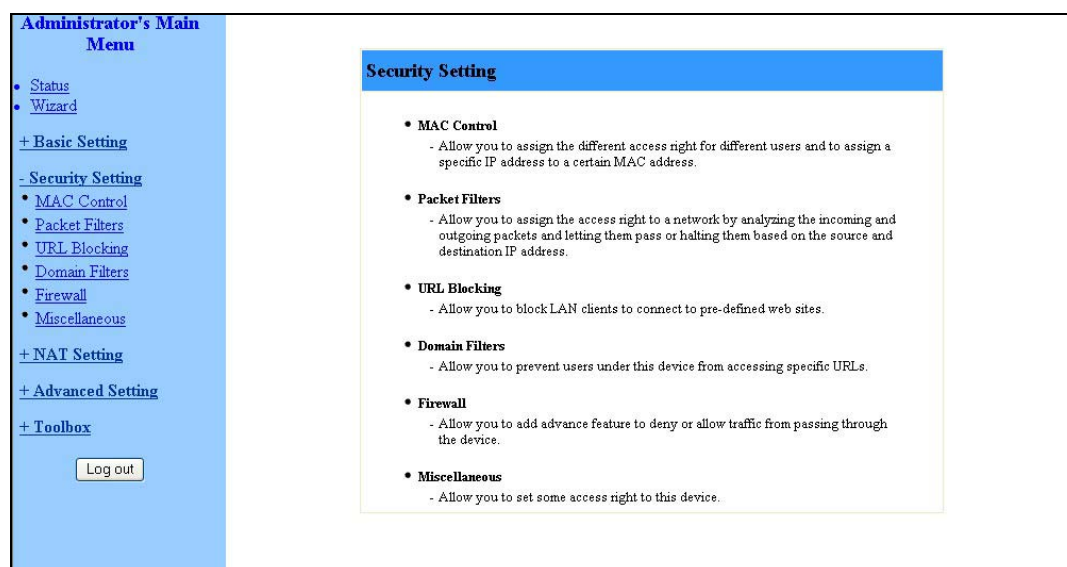 Administrator's Main
Menu
• Status
• Wizard
+ Basic Setting
- Security Setting
• MAC Control
• Packet Filters
• URL Blocking
• Domain Filters
• Firewall
• Miscellaneous
+ NAT Setting
+ Advanced Setting
+ Toolbox
Log out
Security Setting
• MAC Control
- Allow you to assign the different access right for different users and to assign a
specific IP address to a certain MAC address.
• Packet Filters
- Allow you to assign the access right to a network by analyzing the incoming and
outgoing packets and letting them pass or halting them based on the source and
destination IP address.
• URL Blocking
- Allow you to block LAN clients to connect to pre-defined web sites.
• Domain Filters
- Allow you to prevent users under this device from accessing specific URLs.
• Firewall
- Allow you to add advance feature to deny or allow traffic from passing through
the device.
• Miscellaneous
- Allow you to set some access right to this device.